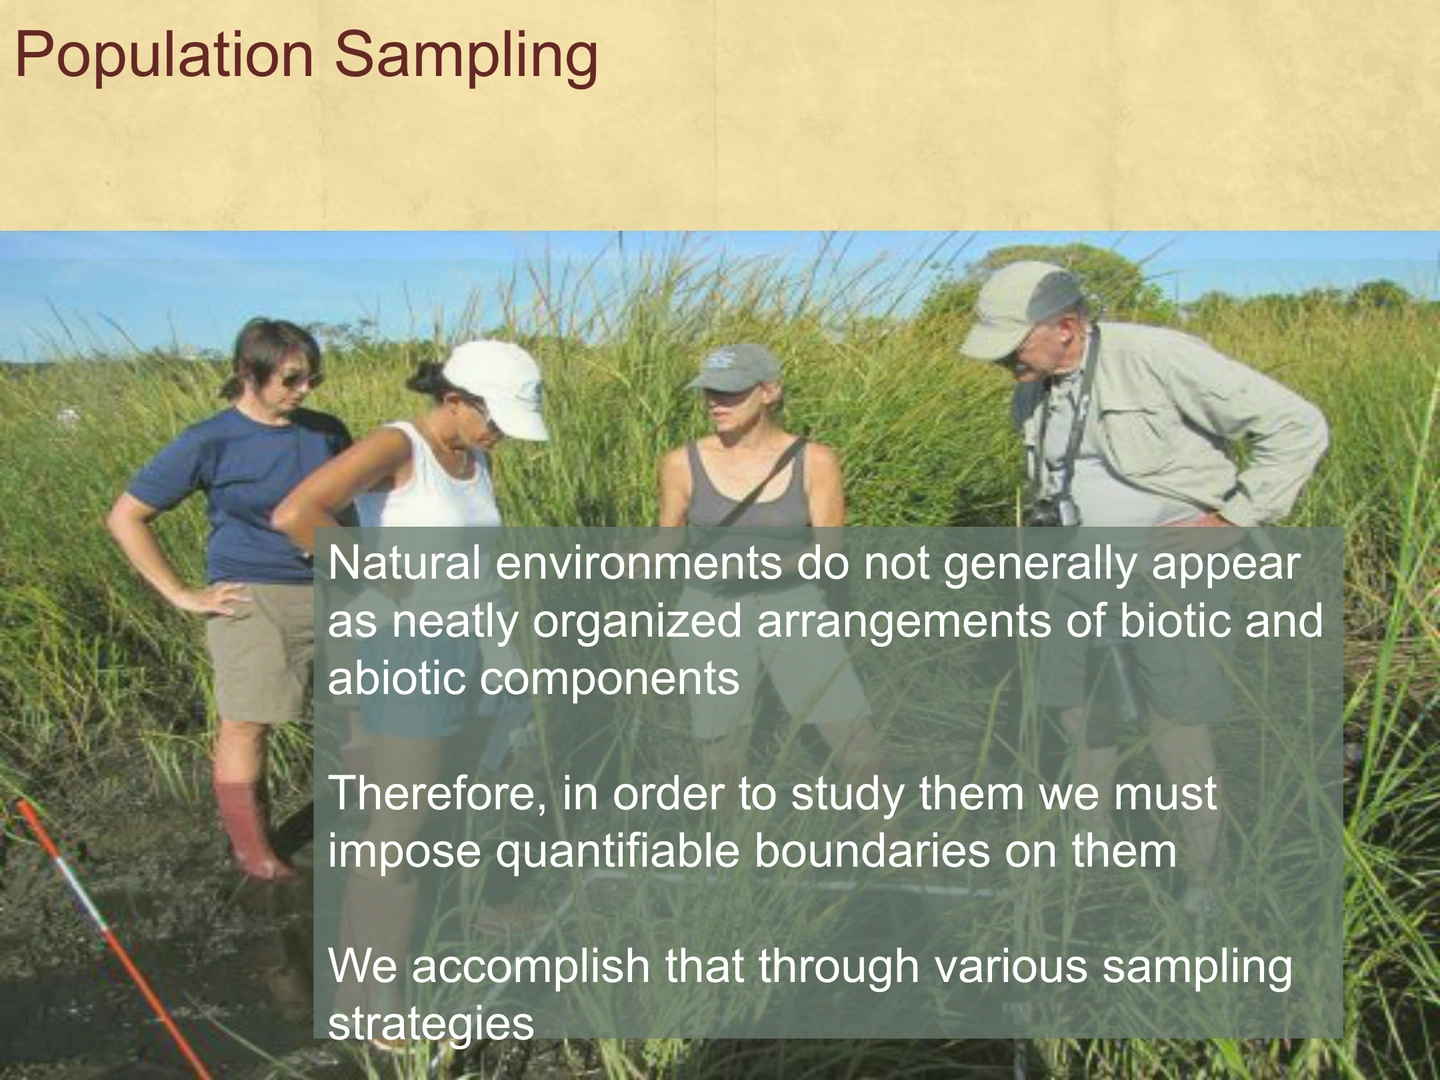 Population Sampling
Natural environments do not generally appear
as neatly organized arrangements of biotic and
abiotic components
Therefore, in order to study them we must
impose quantifiable boundaries on them
We accomplish that through various sampling
strategies